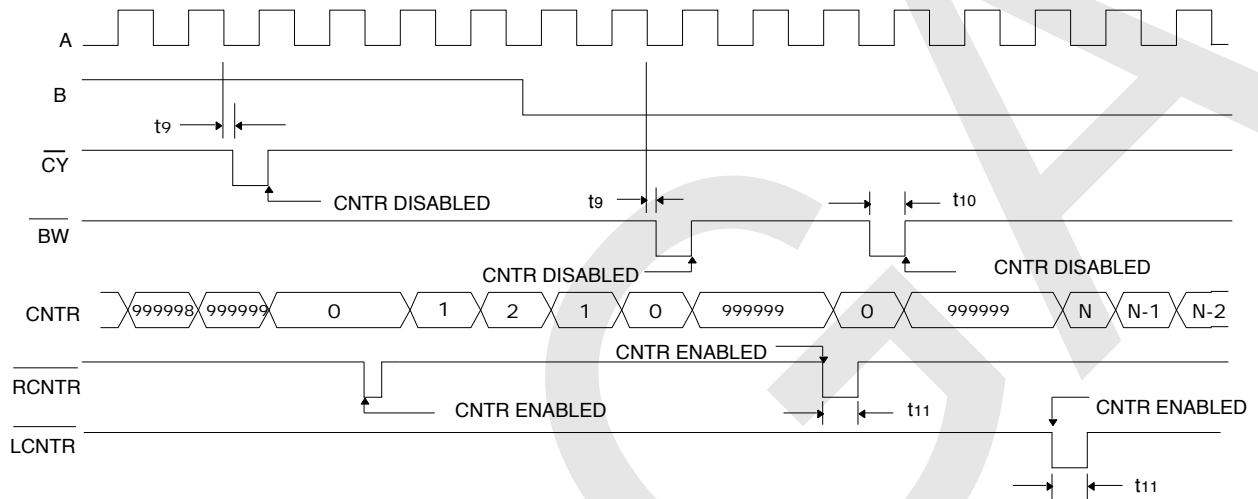 A
B
t9
CY
CNTR DISABLED
t9
t10
BW
CNTR DISABLED
CNTR DISABLED
CNTR 999998 999999 0 1 2 1 0 999999 0 999999 N N-1 N-2
CNTR ENABLED
RCNTR
CNTR ENABLED
t11
CNTR ENABLED
LCNTR
t11